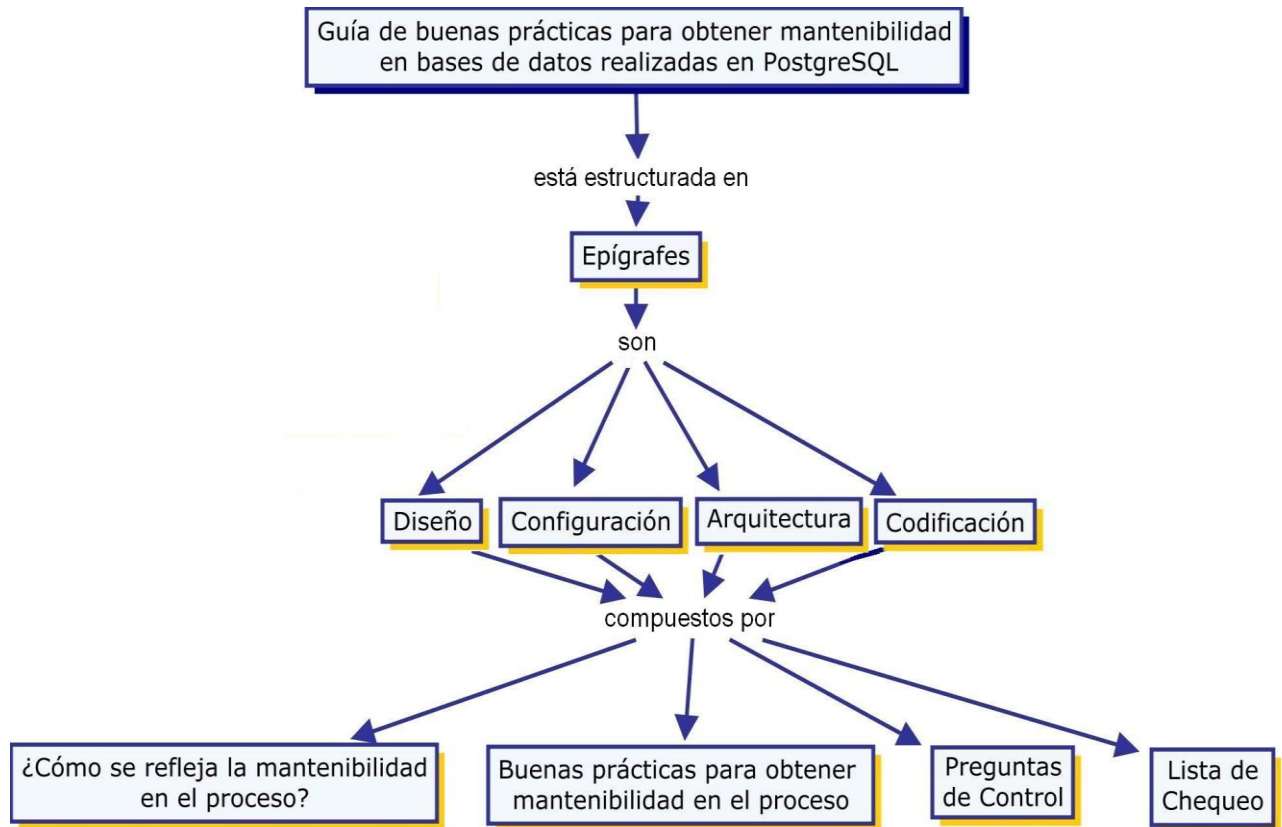 Guía de buenas prácticas para obtener mantenibilidad
en bases de datos realizadas en PostgreSQL
está estructurada en
Epígrafes
son
Diseño
Configuración
Arquitectura
Codificación
compuestos por
¿Cómo se refleja la mantenibilidad
en el proceso?
Buenas prácticas para obtener
mantenibilidad en el proceso
Preguntas
de Control
Lista de
Chequeo